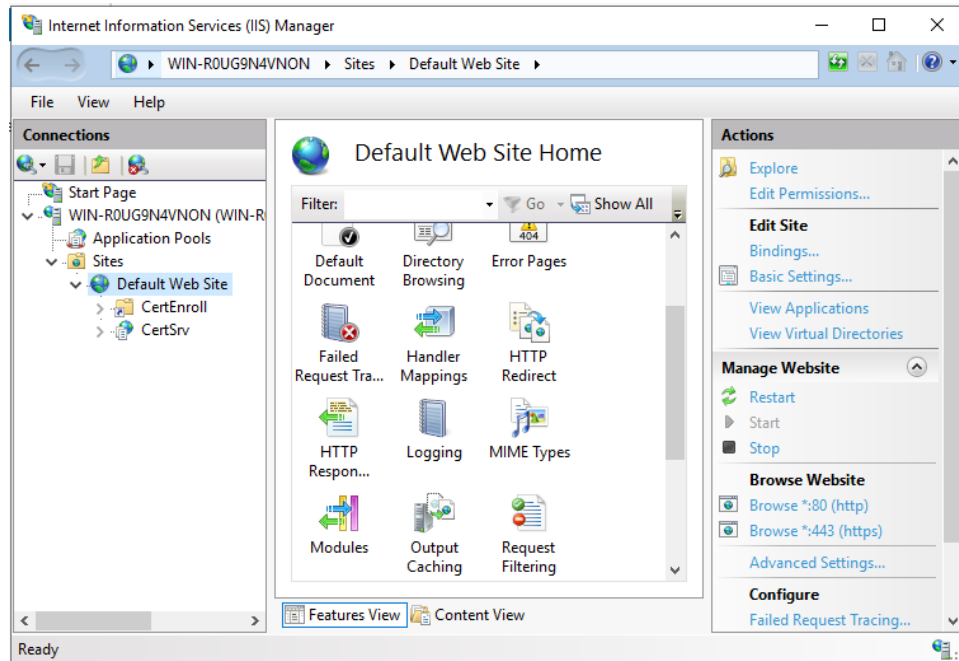 Internet Information Services (IIS) Manager
WIN-R0UG9N4VNON
Sites
Default Web Site
File
View
Help
Connections
Start Page
WIN-R0UG9N4VNON (WIN-R
Application Pools
Sites
Default Web Site
CertEnroll
CertSrv
Default Web Site Home
Filter:
Go
Show All
Default
Document
Directory
Browsing
404
Error Pages
Failed
Request Tra...
Handler
Mappings
HTTP
Redirect
HTTP
Respon...
Logging
MIME Types
Modules
Output
Caching
Request
Filtering
Features View
Content View
Actions
Explore
Edit Permissions...
Edit Site
Bindings...
Basic Settings...
View Applications
View Virtual Directories
Manage Website
Restart
Start
Stop
Browse Website
Browse *:80 (http)
Browse *:443 (https)
Advanced Settings...
Configure
Failed Request Tracing...
Ready